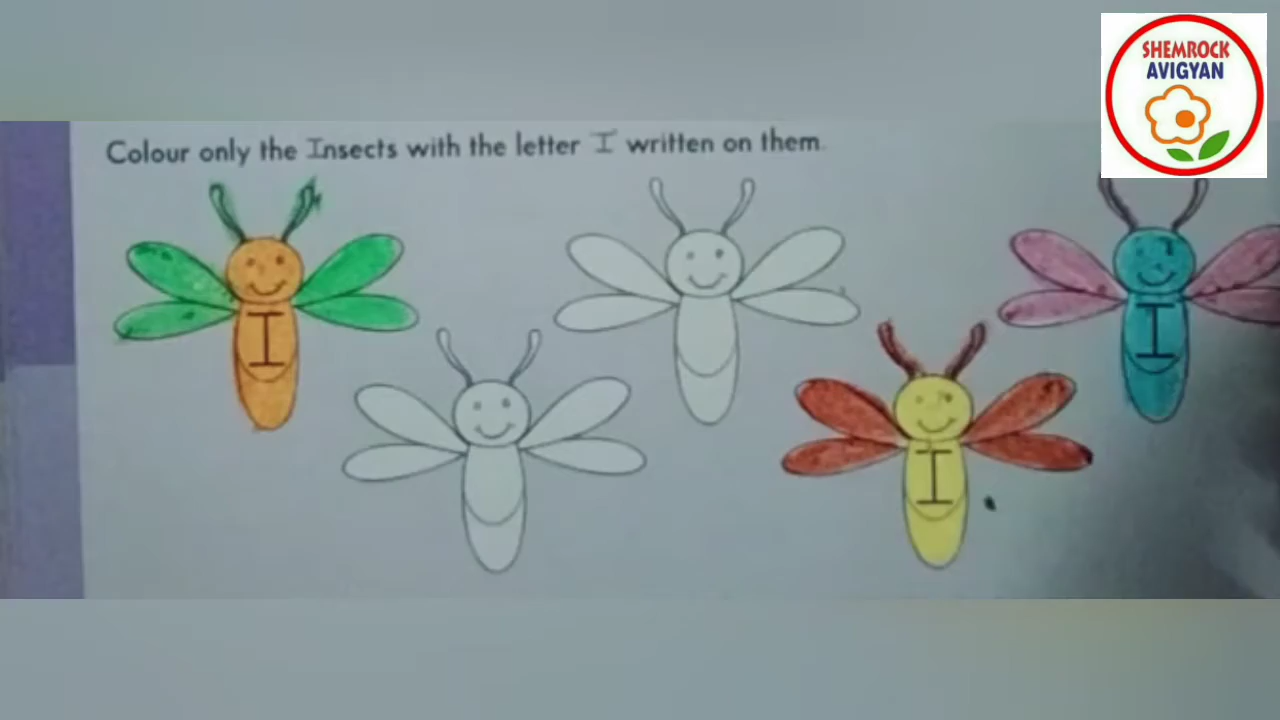 SHEMROCK
AVIGYAN
Colour only the Insects with the letter I written on them.
I
I
I